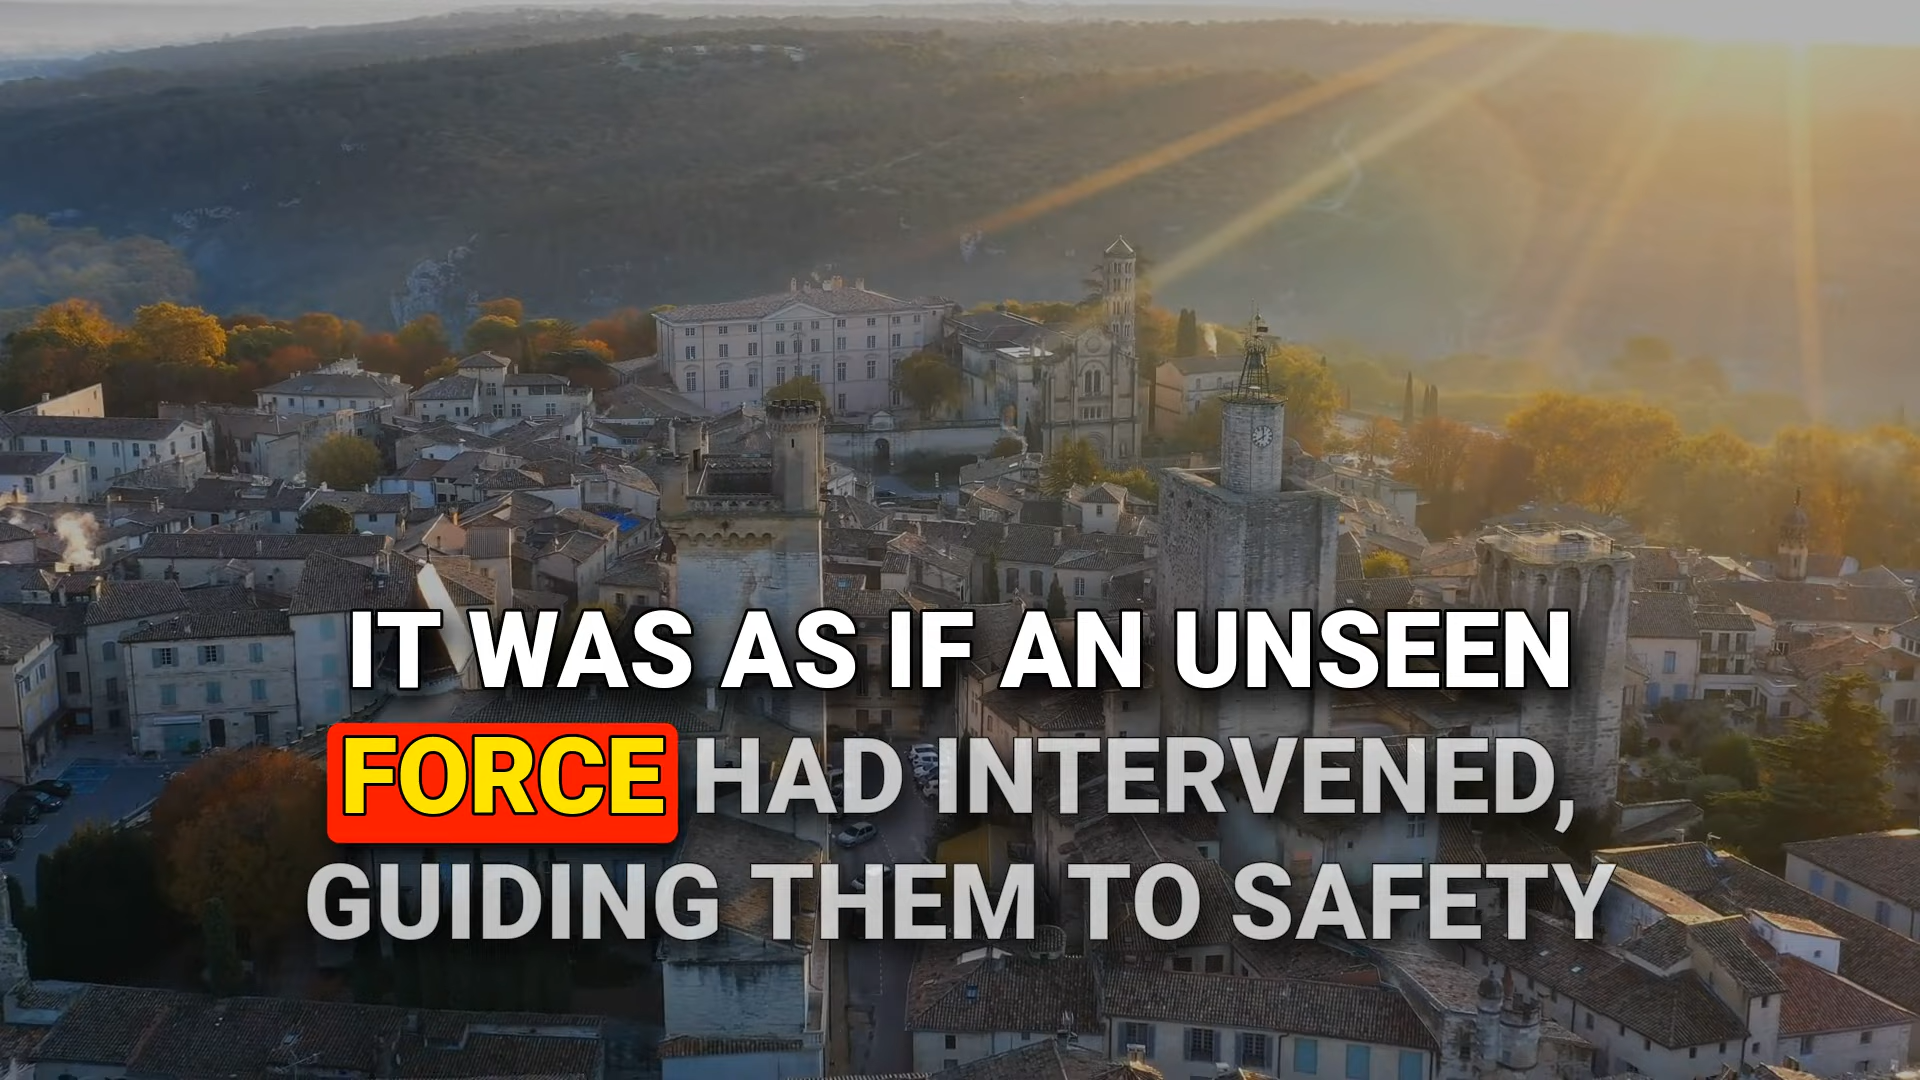 IT WAS AS IF AN UNSEEN
FORCE HAD INTERVENED,
GUIDING THEM TO SAFETY